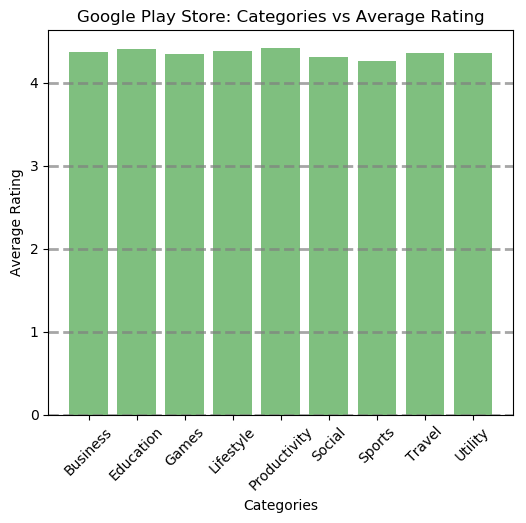 Google Play Store: Categories vs Average Rating
Average Rating
4
3
2
1
0
Business
Education
Games
Lifestyle
Productivity
Social
Sports
Travel
Utility
Categories